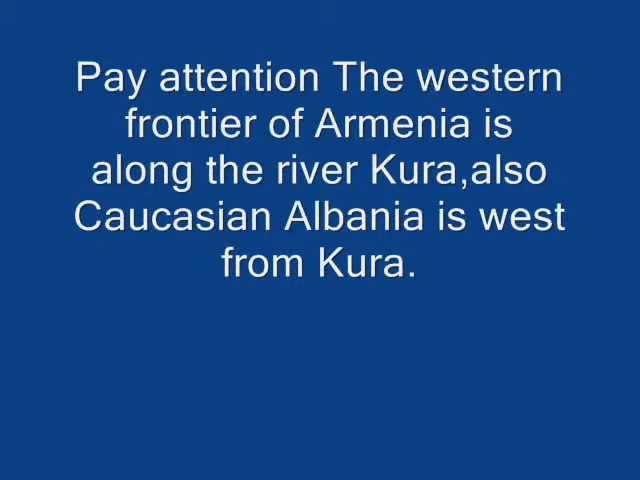 Pay attention The western
frontier of Armenia is
along the river Kura,also
Caucasian Albania is west
from Kura.